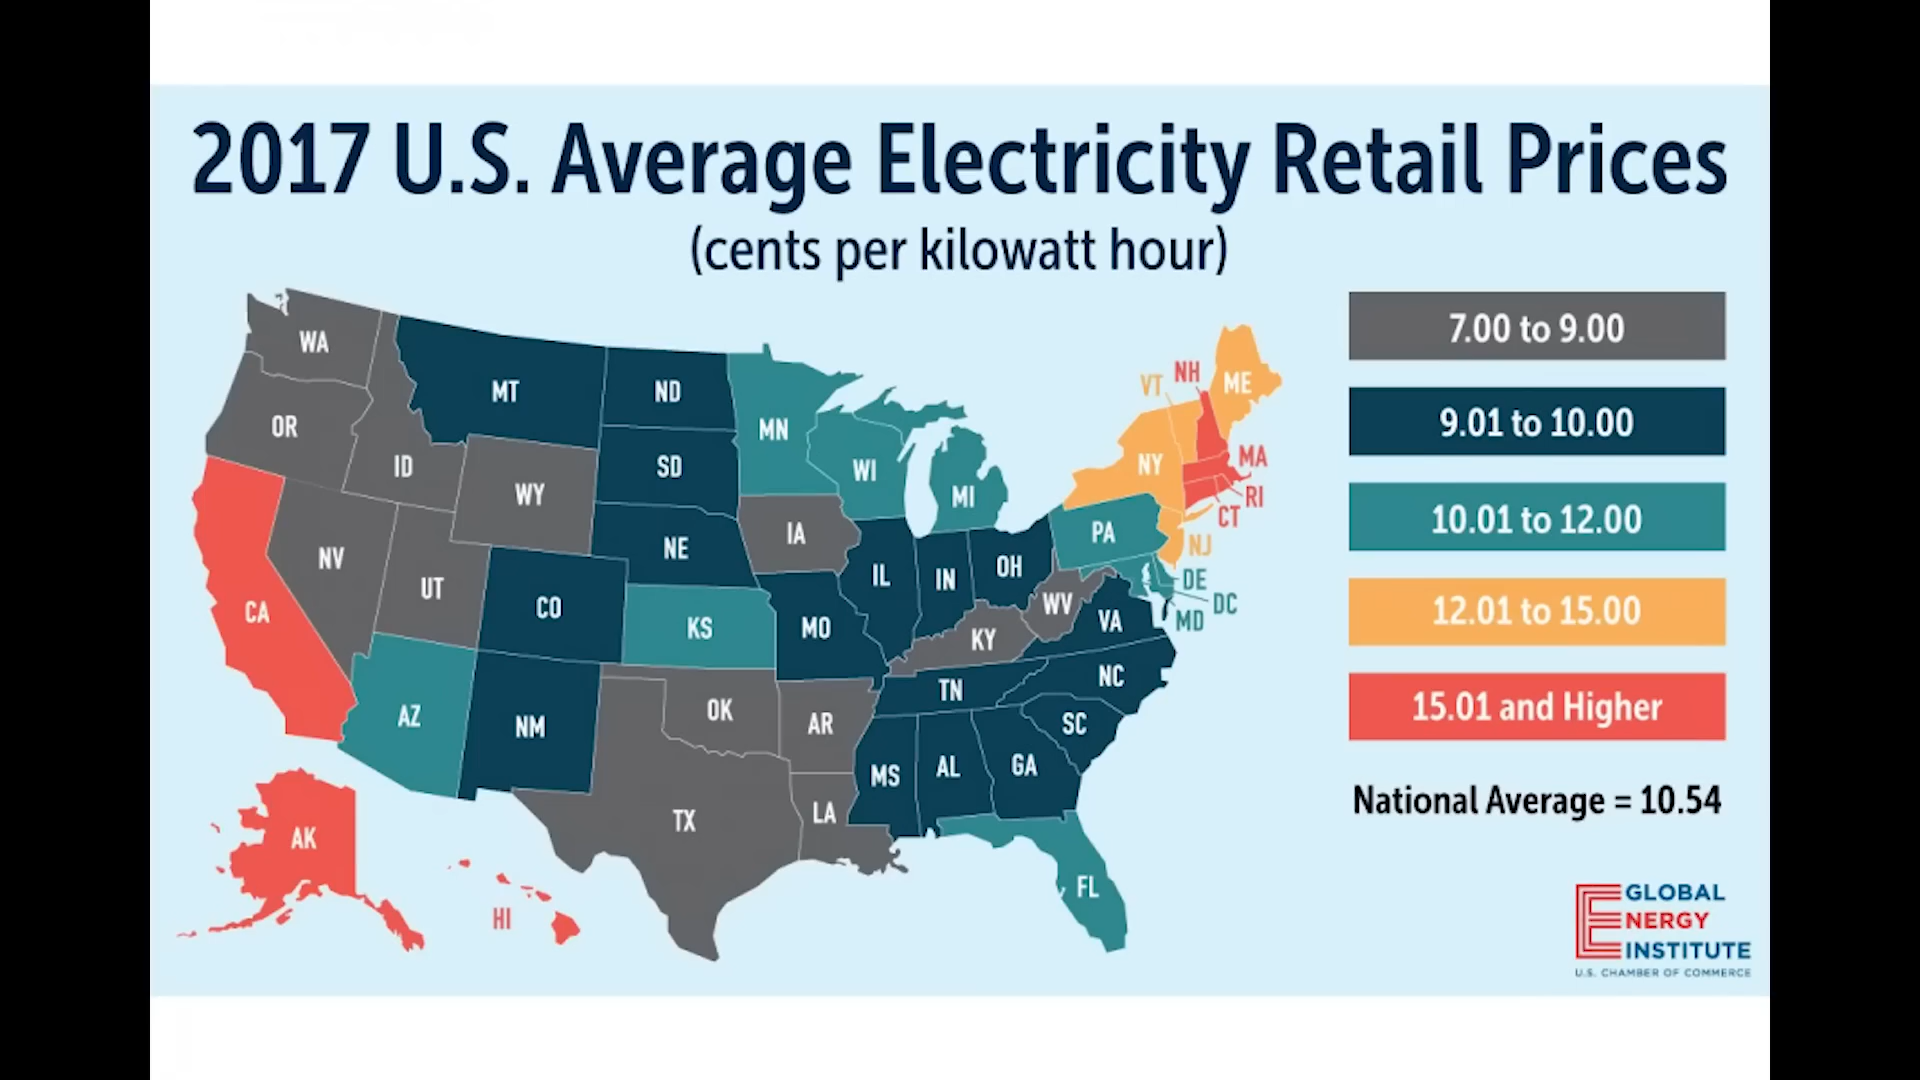 2017 U.S. Average Electricity Retail Prices
(cents per kilowatt hour)
WA
OR
ID
MT
ND
MN
SD
WY
WI
MI
NE
IA
NV
UT
CO
CA
AZ
NM
KS
MO
IL
IN
OH
KY
WV
VA
PA
NY
VT
NH
ME
MA
RI
CT
NJ
DE
DC
MD
TN
NC
SC
OK
AR
MS
AL
GA
TX
LA
FL
AK
HI
7.00 to 9.00
9.01 to 10.00
10.01 to 12.00
12.01 to 15.00
15.01 and Higher
National Average = 10.54
GLOBAL
ENERGY
INSTITUTE
U.S. CHAMBER OF COMMERCE